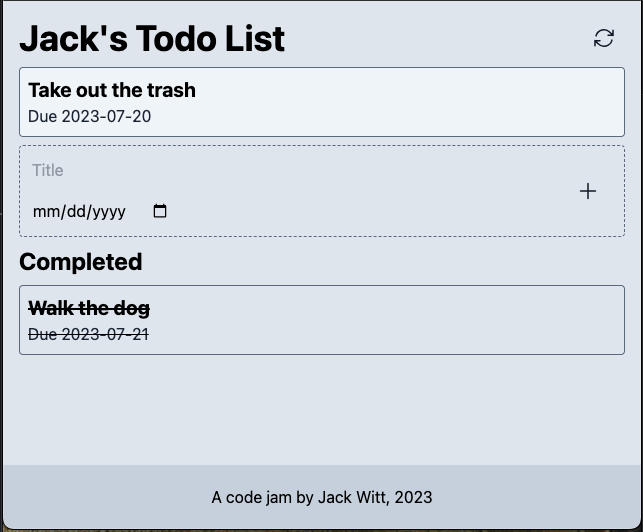 Jack's Todo List
Take out the trash
Due 2023-07-20
Title
mm/dd/yyyy
Completed
Walk the dog
Due 2023-07-21
A code jam by Jack Witt, 2023